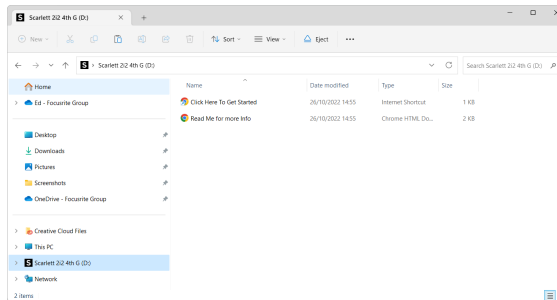 Scarlett 2i2 4th G (D:)
New
Sort View Eject
Scarlett 2i2 4th G (D:) Search Scarlett 2i2 4th G (D:)
Name Date modified Type Size
Home
Click Here To Get Started 26/10/2022 14:55 Internet Shortcut 1 KB
Ed - Focusrite Group
Read Me for more Info 26/10/2022 14:55 Chrome HTML Do... 2 KB
Desktop
Downloads
Pictures
Screenshots
OneDrive - Focusrite Group
Creative Cloud Files
This PC
Scarlett 2i2 4th G (D:)
Network
2 items